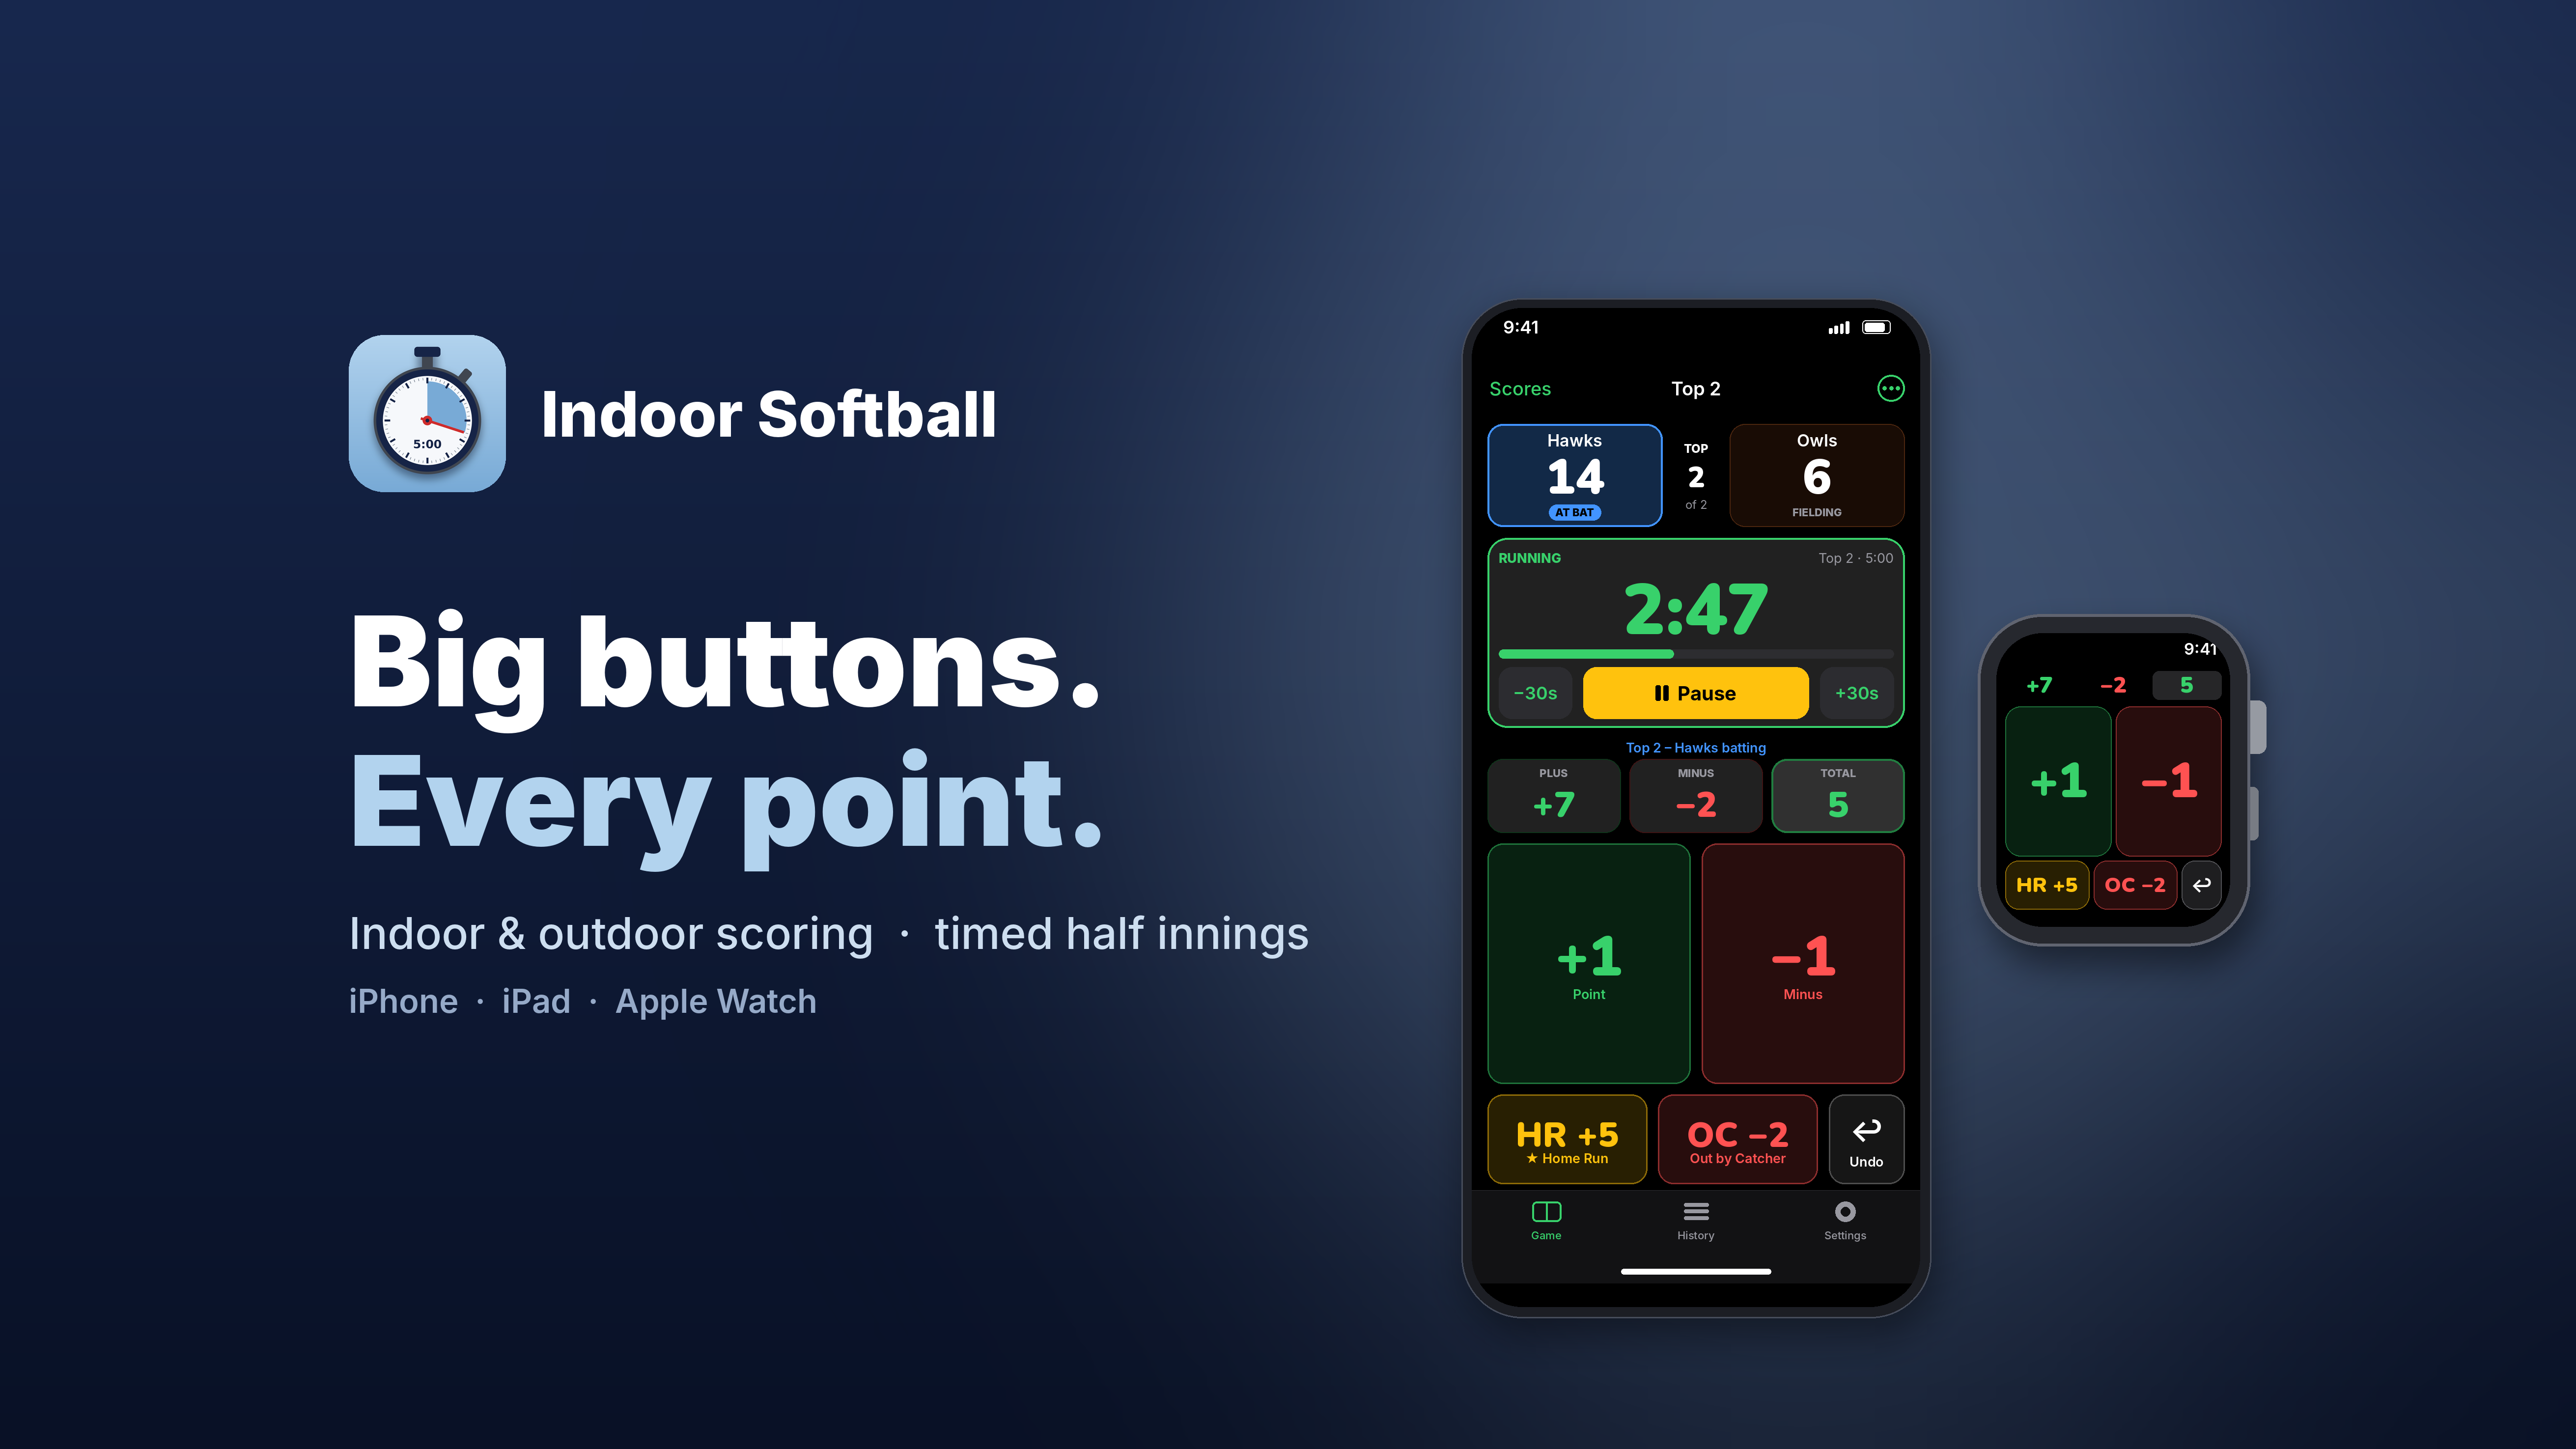 5:00
Indoor Softball
Big buttons.
Every point.
Indoor & outdoor scoring · timed half innings
iPhone · iPad · Apple Watch
9:41
Scores Top 2
Hawks
14
AT BAT
TOP
2
of 2
Owls
6
FIELDING
RUNNING Top 2 · 5:00
2:47
−30s Pause +30s
Top 2 – Hawks batting
PLUS MINUS TOTAL
+7 −2 5
+1 −1
Point Minus
HR +5 OC −2
★ Home Run Out by Catcher Undo
Game History Settings
9:41
+7 −2 5
+1 −1
HR +5 OC −2